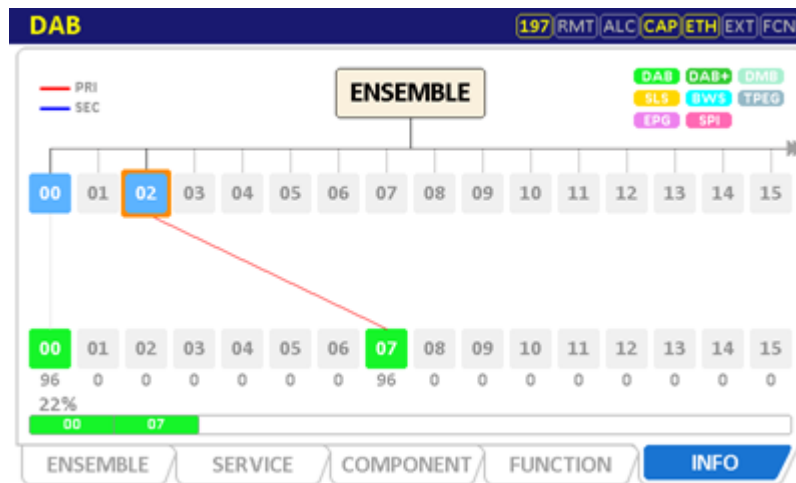 DAB 197 RMT ALC CAP ETH EXT FCN
PRI
SEC
ENSEMBLE
DAB DAB+ DMB
SLS BWS TPEG
EPG SPI
00 01 02 03 04 05 06 07 08 09 10 11 12 13 14 15
00 01 02 03 04 05 06 07 08 09 10 11 12 13 14 15
96 0 0 0 0 0 0 96 0 0 0 0 0 0 0 0
22%
00 07
ENSEMBLE SERVICE COMPONENT FUNCTION INFO